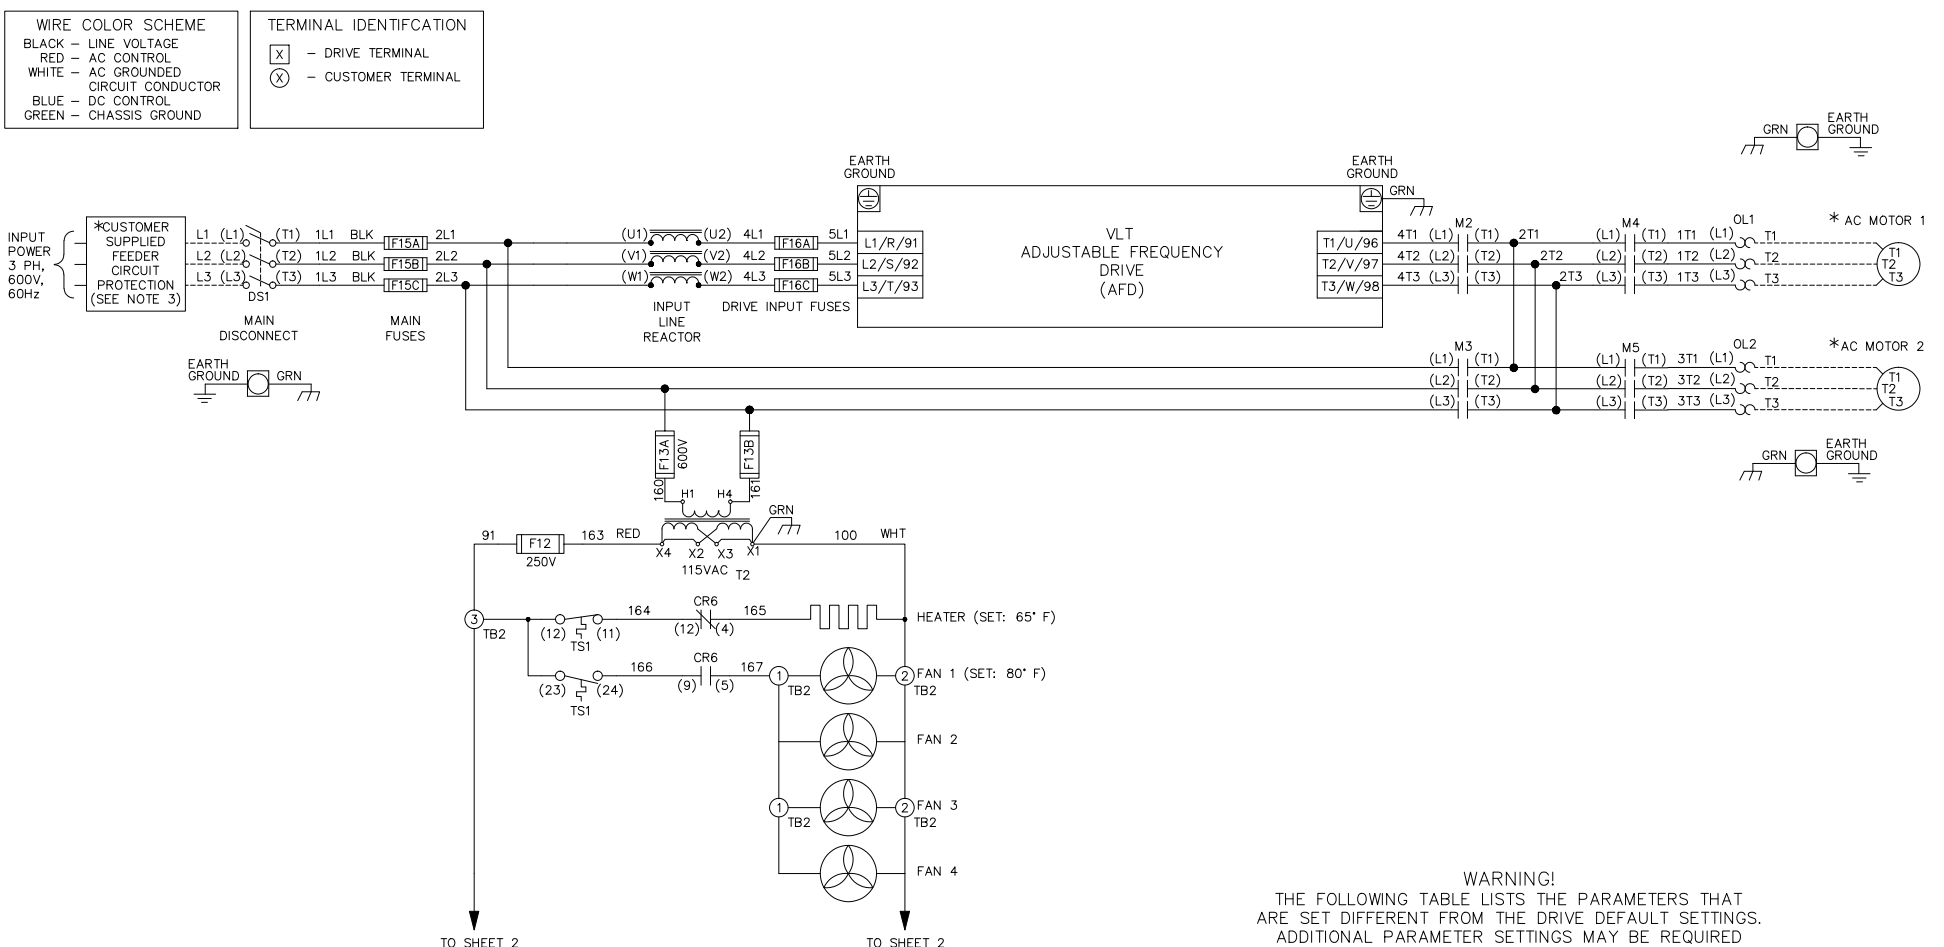 WIRE COLOR SCHEME
BLACK – LINE VOLTAGE
RED – AC CONTROL
WHITE – AC GROUNDED
CIRCUIT CONDUCTOR
BLUE – DC CONTROL
GREEN – CHASSIS GROUND
TERMINAL IDENTIFCATION
X – DRIVE TERMINAL
X – CUSTOMER TERMINAL
GRN
EARTH
GROUND
EARTH
GROUND
EARTH
GROUND
GRN
INPUT
POWER
3 PH,
600V,
60Hz
*CUSTOMER
SUPPLIED
FEEDER
CIRCUIT
PROTECTION
(SEE NOTE 3)
L1 (L1) (T1) 1L1 BLK F15A 2L1 (U1) (U2) 4L1 F16A 5L1 L1/R/91
L2 (L2) (T2) 1L2 BLK F15B 2L2 (V1) (V2) 4L2 F16B 5L2 L2/S/92
L3 (L3) (T3) 1L3 BLK F15C 2L3 (W1) (W2) 4L3 F16C 5L3 L3/T/93
DS1
MAIN
DISCONNECT
MAIN
FUSES
INPUT
LINE
REACTOR
DRIVE INPUT FUSES
VLT
ADJUSTABLE FREQUENCY
DRIVE
(AFD)
M2 M4 OL1 * AC MOTOR 1
T1/U/96 4T1 (L1) (T1) 2T1 (L1) (T1) 1T1 (L1) T1
T2/V/97 4T2 (L2) (T2) 2T2 (L2) (T2) 1T2 (L2) T2
T3/W/98 4T3 (L3) (T3) 2T3 (L3) (T3) 1T3 (L3) T3
T1
T2
T3
M3 M5 OL2 *AC MOTOR 2
(L1) (T1) (L1) (T1) 3T1 (L1) T1
(L2) (T2) (L2) (T2) 3T2 (L2) T2
(L3) (T3) (L3) (T3) 3T3 (L3) T3
T1
T2
T3
EARTH
GROUND
GRN
GRN
EARTH
GROUND
F13A
600V
F13B
160
161
H1 H4
GRN
91 F12 163 RED
250V
X4 X2 X3 X1
100 WHT
115VAC T2
3
TB2
(12) (11)
TS1
164
CR6
(12) (4)
165
HEATER (SET: 65° F)
(23) (24)
TS1
166
CR6
(9) (5)
167
1
TB2
2
TB2
FAN 1 (SET: 80° F)
FAN 2
1
TB2
2
TB2
FAN 3
FAN 4
TO SHEET 2
TO SHEET 2
WARNING!
THE FOLLOWING TABLE LISTS THE PARAMETERS THAT
ARE SET DIFFERENT FROM THE DRIVE DEFAULT SETTINGS.
ADDITIONAL PARAMETER SETTINGS MAY BE REQUIRED